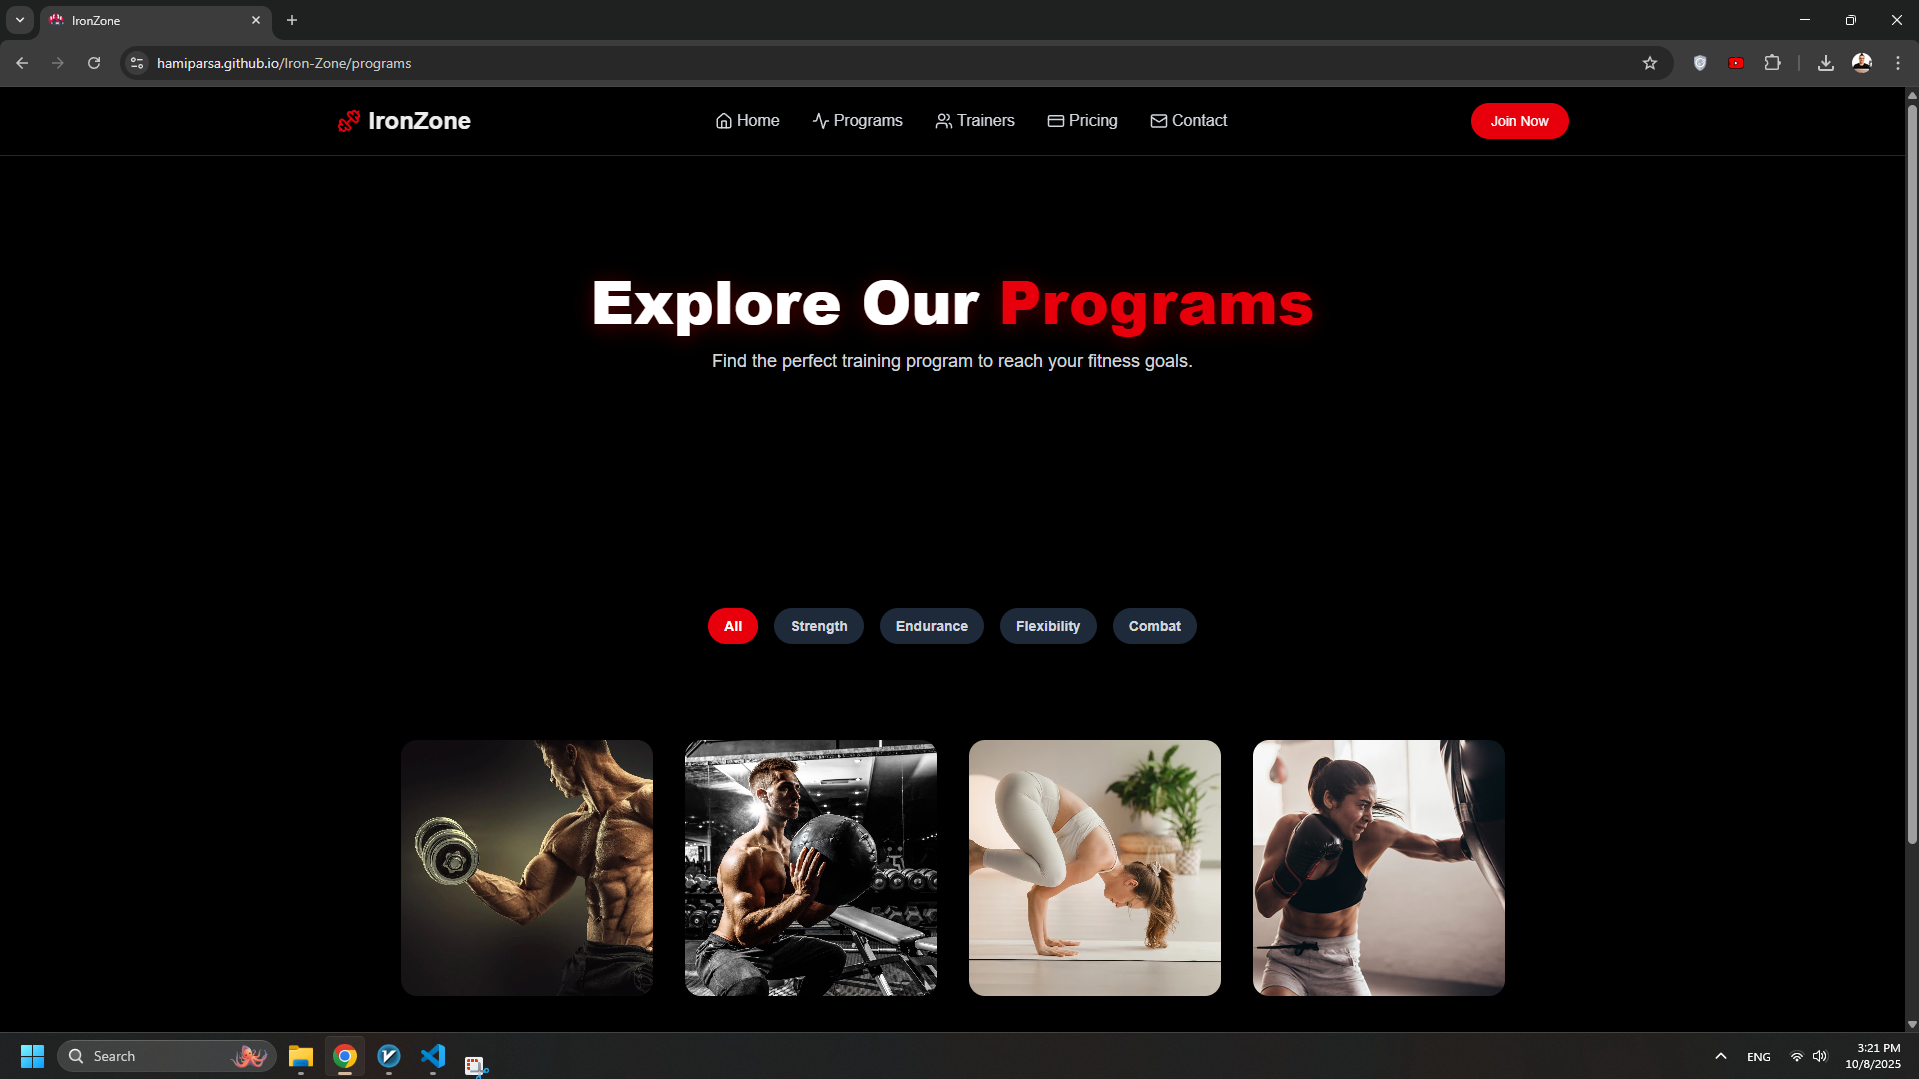 IronZone
hamiparsa.github.io/Iron-Zone/programs
IronZone
Home
Programs
Trainers
Pricing
Contact
Join Now
Explore Our Programs
Find the perfect training program to reach your fitness goals.
All
Strength
Endurance
Flexibility
Combat
Search
ENG
3:21 PM
10/8/2025